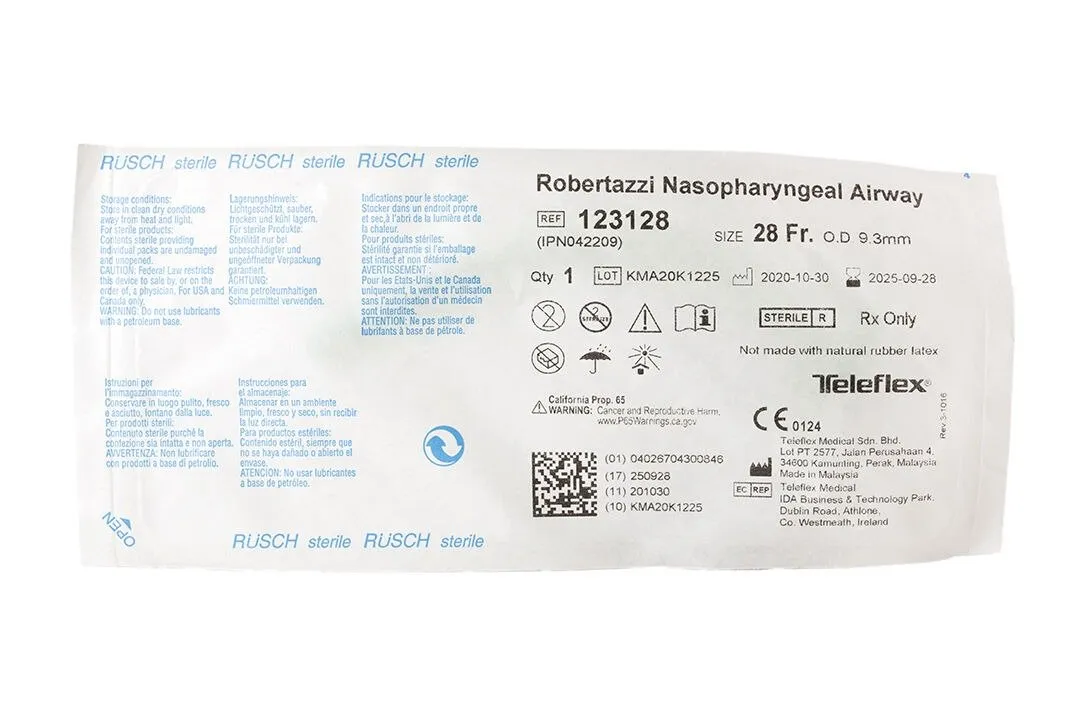 RÜSCH sterile RÜSCH sterile RÜSCH sterile
Storage conditions:
Store in clean dry conditions
away from heat and light.
For sterile products:
Contents sterile providing
individual packs are undamaged
and unopened.
CAUTION: Federal Law restricts
this device to sale by, or on the
order of, a physician. For USA and
Canada only.
WARNING: Do not use lubricants
with a petroleum base.
Lagerungshinweis:
Lichtgeschützt, sauber,
trocken und kühl lagern.
Für sterile Produkte:
Sterilität nur bei
unbeschädigter und
ungeöffneter Verpackung
garantiert.
ACHTUNG:
Keine petroleumhaltigen
Schmiermittel verwenden.
Indications pour le stockage:
Stocker dans un endroit propre
et sec,à l'abri de la lumière et de
la chaleur.
Pour produits stériles:
Stérilité garantie si l'emballage
est intact et non détérioré.
AVERTISSEMENT :
Pour les Etats-Unis et le Canada
uniquement, la vente et l'utilisation
sans l'autorisation d'un médecin
sont interdites.
ATTENTION: Ne pas utiliser de
lubrifiants à base de pétrole.
Istruzioni per
l'immagazzinamento:
Conservare in luogo pulito, fresco
e asciutto, lontano dalla luce.
Per prodotti sterili:
Contenuto sterile purché la
confezione sia intatta e non aperta.
AVVERTENZA: Non lubrificare
con prodotti a base di petrolio.
Instrucciones para
el almacenaje:
Almacenar en un ambiente
limpio, fresco y seco, sin recibir
la luz directa.
Para productos estériles:
Contenido estéril, siempre que
no se haya dañado o abierto el
envase.
ATENCION: No usar lubricantes
a base de petróleo.
OPEN
RÜSCH sterile RÜSCH sterile
Robertazzi Nasopharyngeal Airway
REF 123128
(IPN042209)
SIZE 28 Fr. O.D 9.3mm
Qty 1 LOT KMA20K1225 2020-10-30 2025-09-28
2 STERILIZE STERILE R Rx Only
Not made with natural rubber latex
Teleflex®
California Prop. 65
WARNING: Cancer and Reproductive Harm.
www.P65Warnings.ca.gov
CE 0124
Rev 3-1016
(01) 04026704300846
(17) 250928
(11) 201030
(10) KMA20K1225
Teleflex Medical Sdn. Bhd.
Lot PT 2577, Jalan Perusahaan 4,
34600 Kamunting, Perak, Malaysia
Made in Malaysia
EC REP Teleflex Medical
IDA Business & Technology Park.
Dublin Road, Athlone,
Co. Westmeath, Ireland